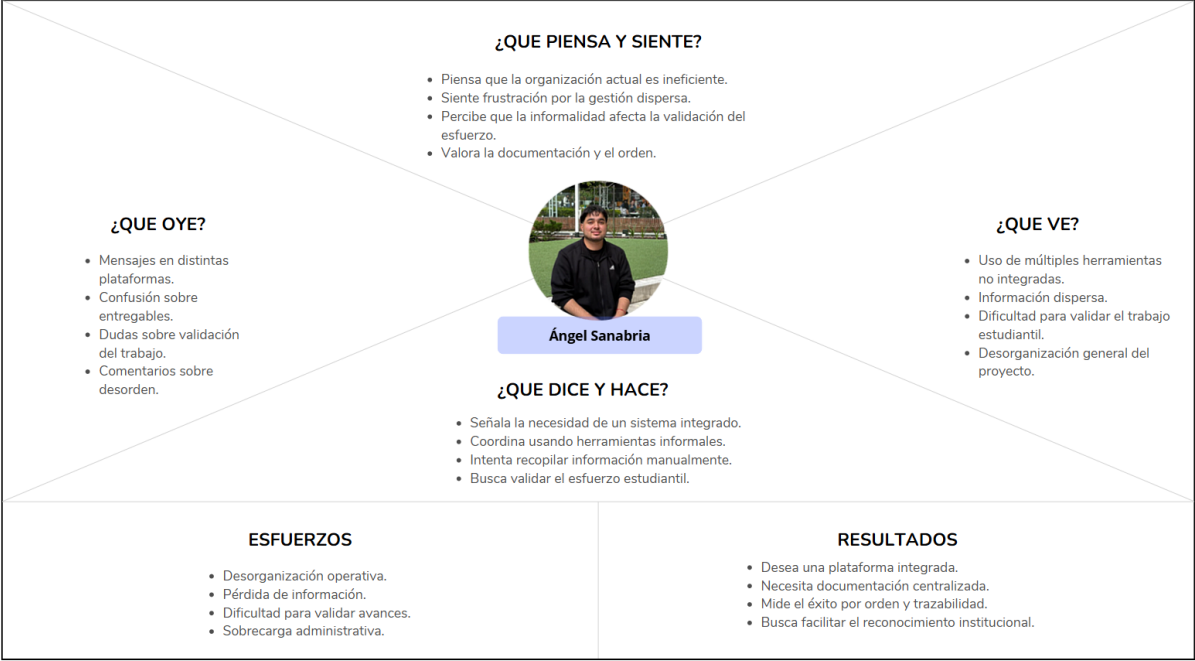 ¿QUE PIENSA Y SIENTE?
• Piensa que la organización actual es ineficiente.
• Siente frustración por la gestión dispersa.
• Percibe que la informalidad afecta la validación del
esfuerzo.
• Valora la documentación y el orden.
¿QUE OYE?
• Mensajes en distintas
plataformas.
• Confusión sobre
entregables.
• Dudas sobre validación
del trabajo.
• Comentarios sobre
desorden.
Ángel Sanabria
¿QUE VE?
• Uso de múltiples herramientas
no integradas.
• Información dispersa.
• Dificultad para validar el trabajo
estudiantil.
• Desorganización general del
proyecto.
¿QUE DICE Y HACE?
• Señala la necesidad de un sistema integrado.
• Coordina usando herramientas informales.
• Intenta recopilar información manualmente.
• Busca validar el esfuerzo estudiantil.
ESFUERZOS
• Desorganización operativa.
• Pérdida de información.
• Dificultad para validar avances.
• Sobrecarga administrativa.
RESULTADOS
• Desea una plataforma integrada.
• Necesita documentación centralizada.
• Mide el éxito por orden y trazabilidad.
• Busca facilitar el reconocimiento institucional.